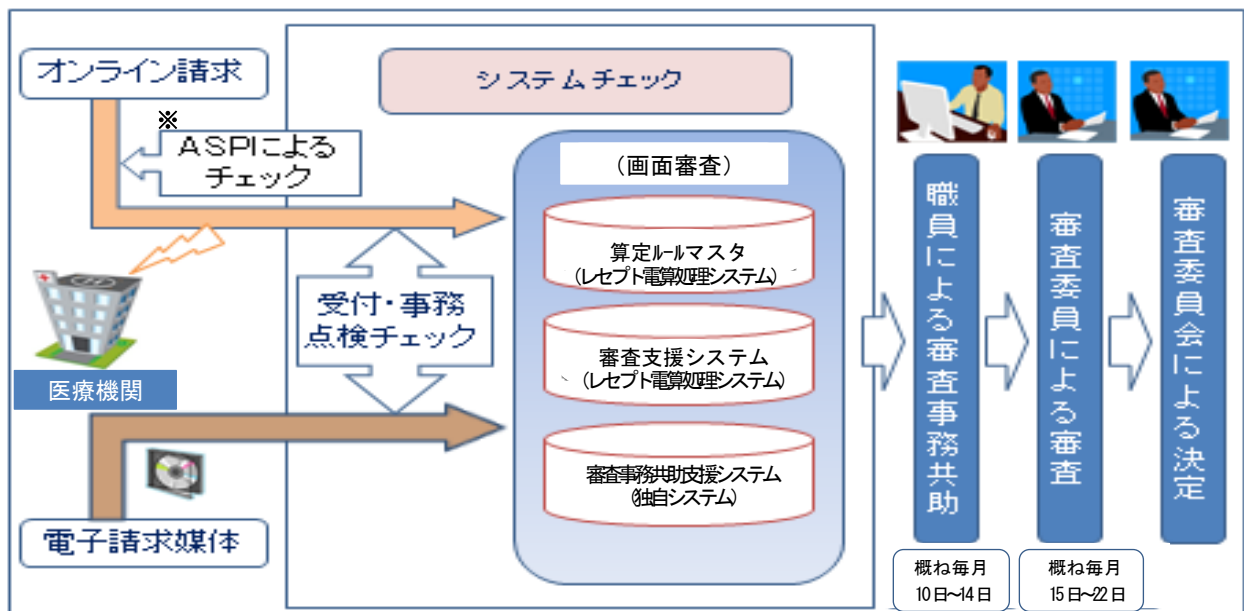 オンライン請求
※
ASPIによる
チェック
医療機関
電子請求媒体
受付・事務
点検チェック
システムチェック
(画面審査)
算定ルールマスタ
(レセプト電算処理システム)
審査支援システム
(レセプト電算処理システム)
審査事務共助支援システム
(独自システム)
職員による審査事務共助
審査委員による審査
審査委員会による決定
概ね毎月
10日~14日
概ね毎月
15日~22日